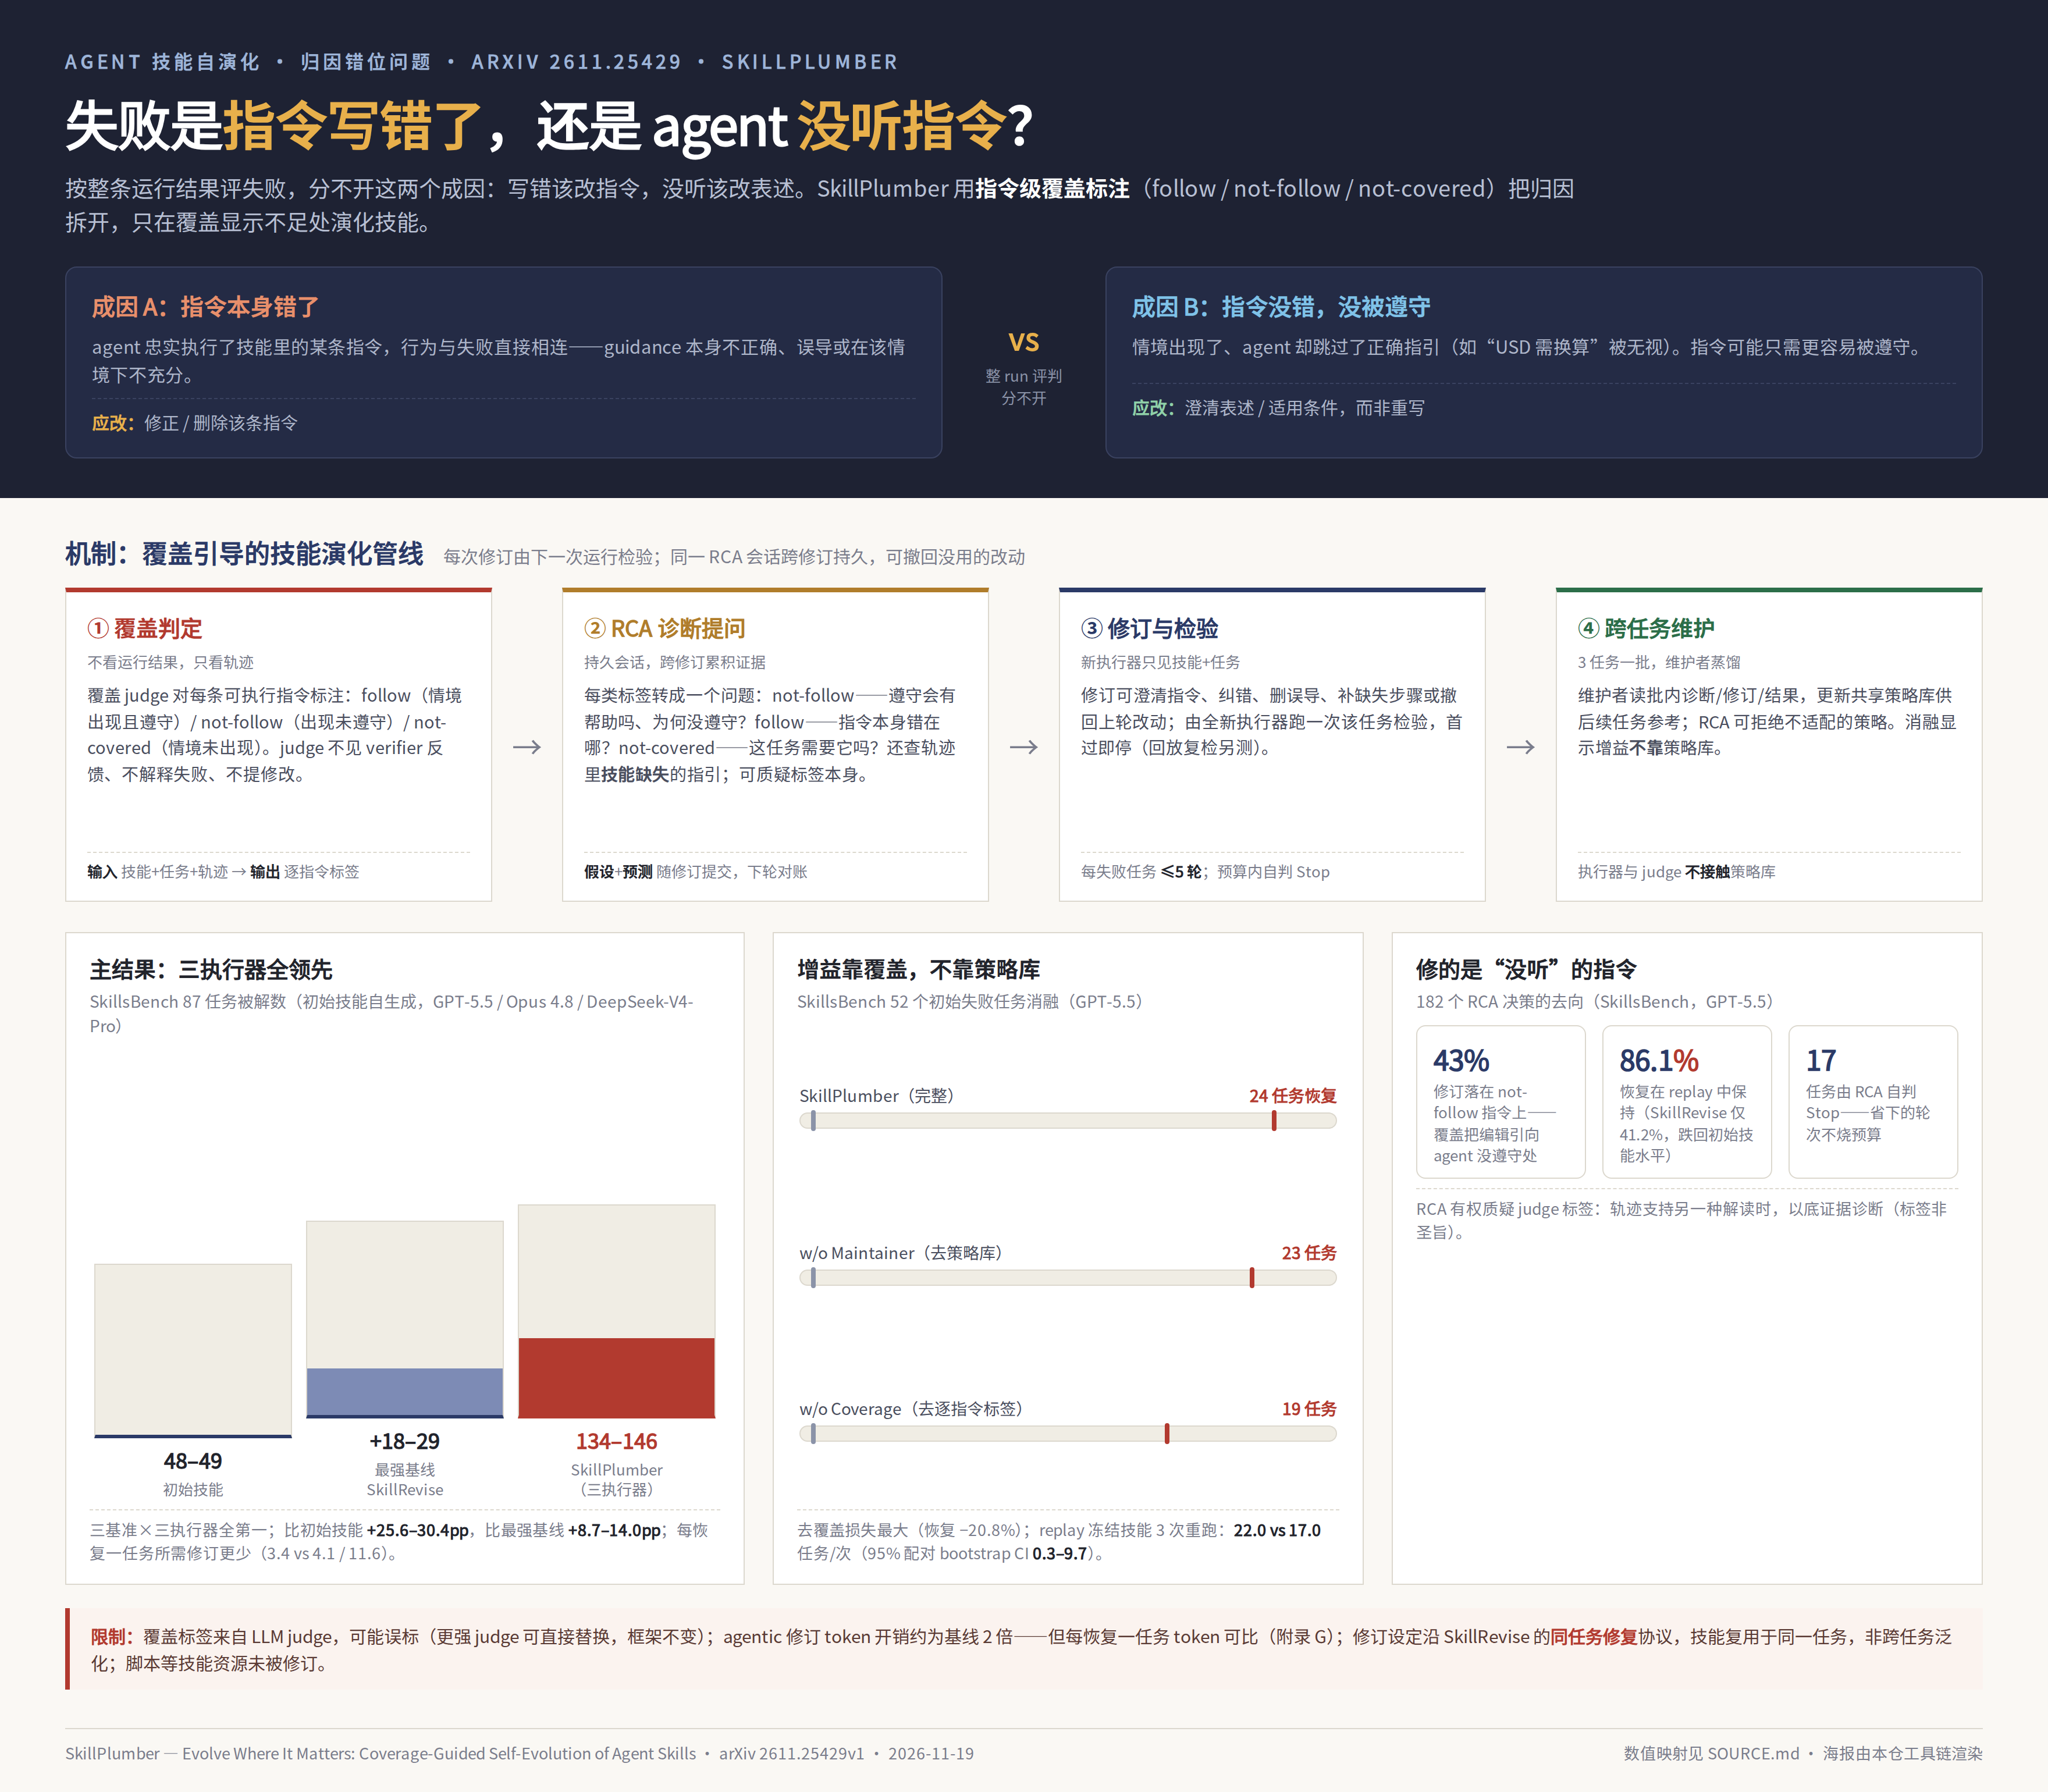 AGENT 技能自演化 • 归因错位问题 • ARXIV 2611.25429 • SKILLPLUMBER
失败是指令写错了，还是 agent 没听指令？
按整条运行结果评失败，分不开这两个成因：写错该改指令，没听该改表述。SkillPlumber 用指令级覆盖标注（follow / not-follow / not-covered）把归因
拆开，只在覆盖显示不足处演化技能。
成因 A：指令本身错了
agent 忠实执行了技能里的某条指令，行为与失败直接相连——guidance 本身不正确、误导或在该情
境下不充分。
应改：修正 / 删除该条指令
VS
整 run 评判
分不开
成因 B：指令没错，没被遵守
情境出现了、agent 却跳过了正确指引（如“USD 需换算”被无视）。指令可能只需更容易被遵守。
应改：澄清表述 / 适用条件，而非重写
机制：覆盖引导的技能演化管线 每次修订由下一次运行检验；同一 RCA 会话跨修订持久，可撤回没用的改动
① 覆盖判定
不看运行结果，只看轨迹
覆盖 judge 对每条可执行指令标注：follow（情境
出现且遵守）/ not-follow（出现未遵守）/ not-
covered（情境未出现）。judge 不见 verifier 反
馈、不解释失败、不提修改。
输入 技能+任务+轨迹 → 输出 逐指令标签
→
② RCA 诊断提问
持久会话，跨修订累积证据
每类标签转成一个问题：not-follow——遵守会有
帮助吗、为何没遵守？follow——指令本身错在
哪？not-covered——这任务需要它吗？还查轨迹
里技能缺失的指引；可质疑标签本身。
假设+预测 随修订提交，下轮对账
→
③ 修订与检验
新执行器只见技能+任务
修订可澄清指令、纠错、删误导、补缺失步骤或撤
回上轮改动；由全新执行器跑一次该任务检验，首
过即停（回放复检另测）。
每失败任务 ≤5 轮；预算内自判 Stop
→
④ 跨任务维护
3 任务一批，维护者蒸馏
维护者读批内诊断/修订/结果，更新共享策略库供
后续任务参考；RCA 可拒绝不适配的策略。消融显
示增益不靠策略库。
执行器与 judge 不接触策略库
主结果：三执行器全领先
SkillsBench 87 任务被解数（初始技能自生成，GPT-5.5 / Opus 4.8 / DeepSeek-V4-
Pro）
48–49
初始技能
+18–29
最强基线
SkillRevise
134–146
SkillPlumber
（三执行器）
三基准×三执行器全第一；比初始技能 +25.6–30.4pp，比最强基线 +8.7–14.0pp；每恢
复一任务所需修订更少（3.4 vs 4.1 / 11.6）。
增益靠覆盖，不靠策略库
SkillsBench 52 个初始失败任务消融（GPT-5.5）
SkillPlumber（完整） 24 任务恢复
w/o Maintainer（去策略库） 23 任务
w/o Coverage（去逐指令标签） 19 任务
去覆盖损失最大（恢复 −20.8%）；replay 冻结技能 3 次重跑：22.0 vs 17.0
任务/次（95% 配对 bootstrap CI 0.3–9.7）。
修的是“没听”的指令
182 个 RCA 决策的去向（SkillsBench，GPT-5.5）
43%
修订落在 not-
follow 指令上——
覆盖把编辑引向
agent 没遵守处
86.1%
恢复在 replay 中保
持（SkillRevise 仅
41.2%，跌回初始技
能水平）
17
任务由 RCA 自判
Stop——省下的轮
次不烧预算
RCA 有权质疑 judge 标签：轨迹支持另一种解读时，以底证据诊断（标签非
圣旨）。
限制：覆盖标签来自 LLM judge，可能误标（更强 judge 可直接替换，框架不变）；agentic 修订 token 开销约为基线 2 倍——但每恢复一任务 token 可比（附录 G）；修订设定沿 SkillRevise 的同任务修复协议，技能复用于同一任务，非跨任务泛
化；脚本等技能资源未被修订。
SkillPlumber — Evolve Where It Matters: Coverage-Guided Self-Evolution of Agent Skills • arXiv 2611.25429v1 • 2026-11-19
数值映射见 SOURCE.md • 海报由本仓工具链渲染